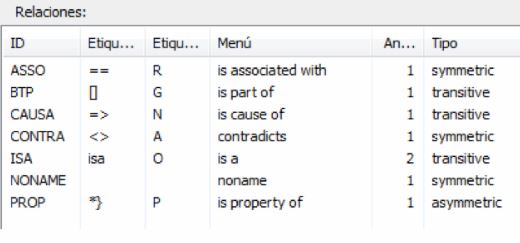 Relaciones:
ID Etiqu... Etiqu... Menú An... Tipo
ASSO == R is associated with 1 symmetric
BTP [] G is part of 1 transitive
CAUSA => N is cause of 1 transitive
CONTRA <> A contradicts 1 symmetric
ISA isa O is a 2 transitive
NONAME noname 1 symmetric
PROP *} P is property of 1 asymmetric